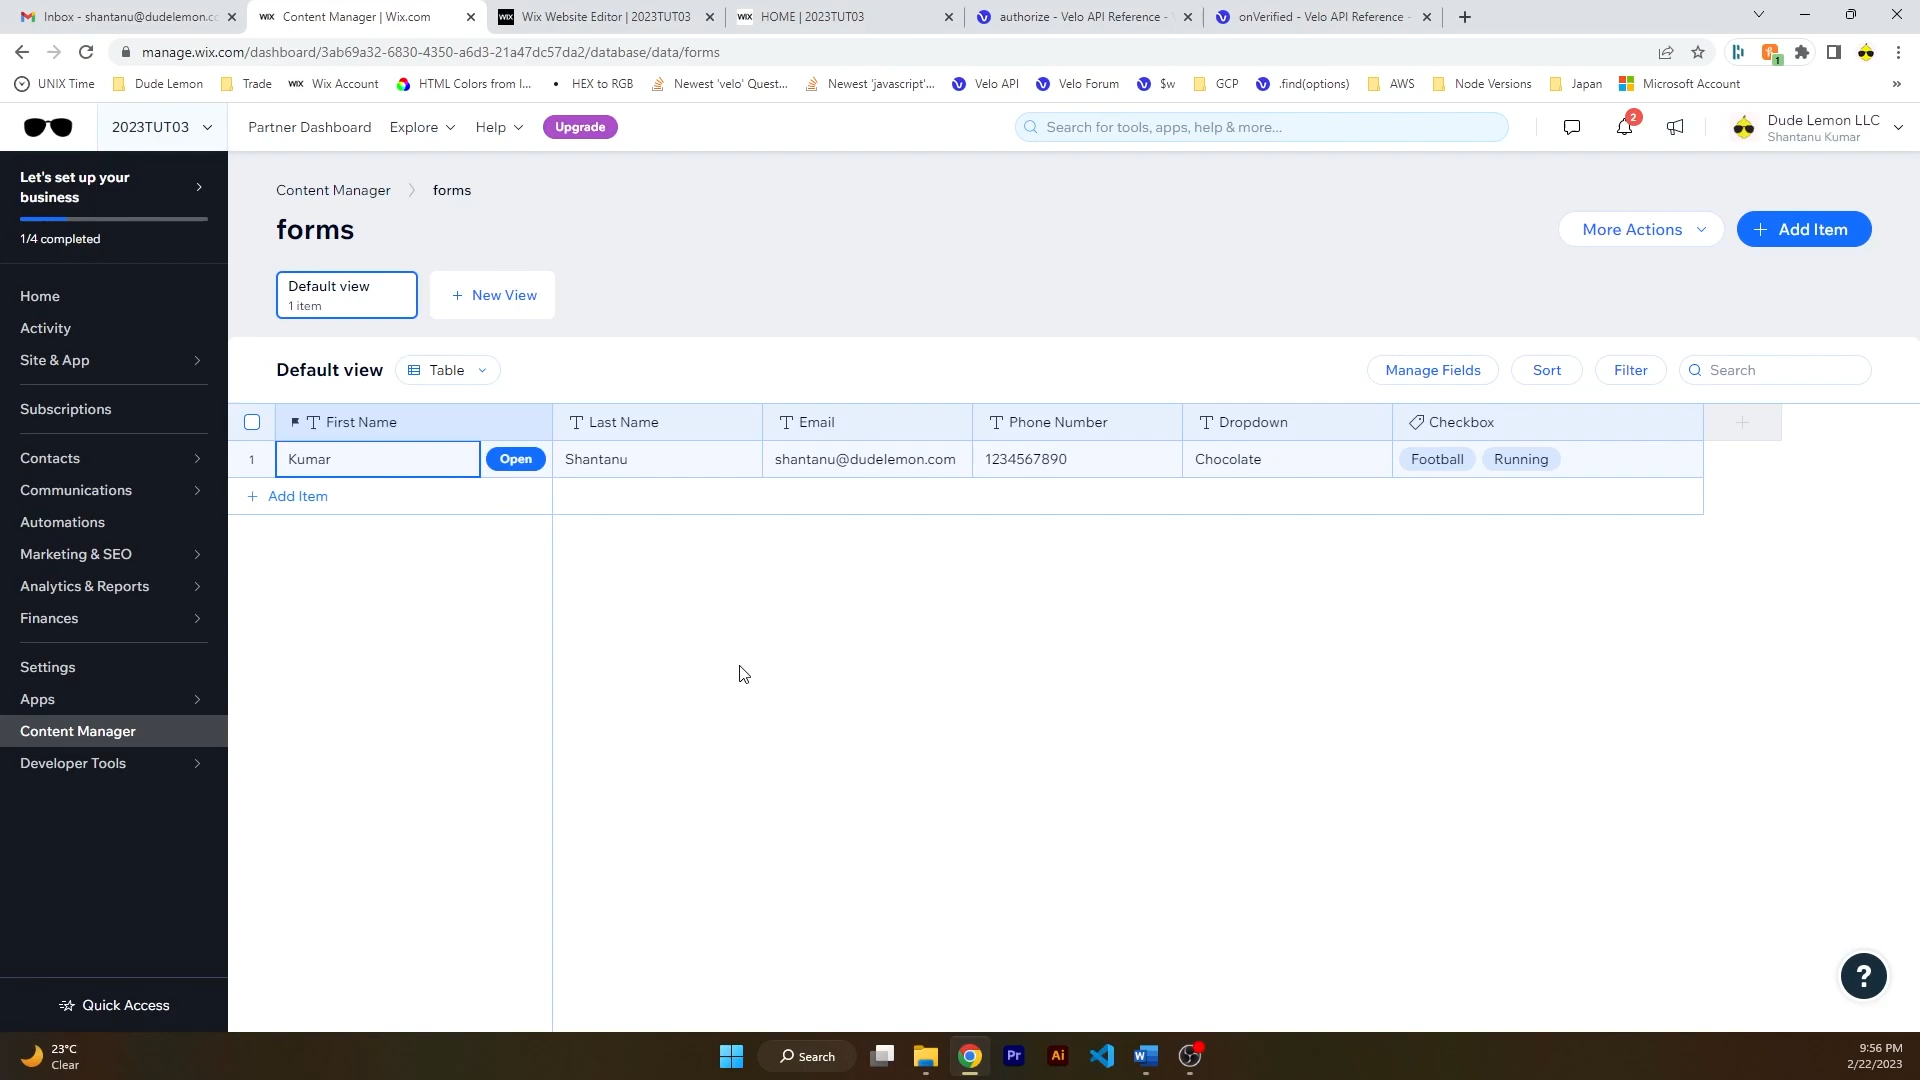 Inbox - shantanu@dudelemon.cc
Content Manager | Wix.com
Wix Website Editor | 2023TUT03
HOME | 2023TUT03
authorize - Velo API Reference -
onVerified - Velo API Reference -
manage.wix.com/dashboard/3ab69a32-6830-4350-a6d3-21a47dc57da2/database/data/forms
1
UNIX Time
Dude Lemon
Trade
WIX Wix Account
HTML Colors from I...
HEX to RGB
Newest 'velo' Quest...
Newest 'javascript'...
Velo API
Velo Forum
$w
GCP
.find(options)
AWS
Node Versions
Japan
Microsoft Account
»
2023TUT03
Partner Dashboard
Explore
Help
Upgrade
Search for tools, apps, help & more...
2
Dude Lemon LLC
Shantanu Kumar
Let's set up your
business
1/4 completed
Home
Activity
Site & App
Subscriptions
Contacts
Communications
Automations
Marketing & SEO
Analytics & Reports
Finances
Settings
Apps
Content Manager
Developer Tools
Quick Access
Content Manager
forms
forms
More Actions
+ Add Item
Default view
1 item
+ New View
Default view
Table
Manage Fields
Sort
Filter
Search
First Name
Last Name
Email
Phone Number
Dropdown
Checkbox
+
1
Kumar
Open
Shantanu
shantanu@dudelemon.com
1234567890
Chocolate
Football
Running
+ Add Item
?
23°C
Clear
Search
Pr
Ai
W
9:56 PM
2/22/2023